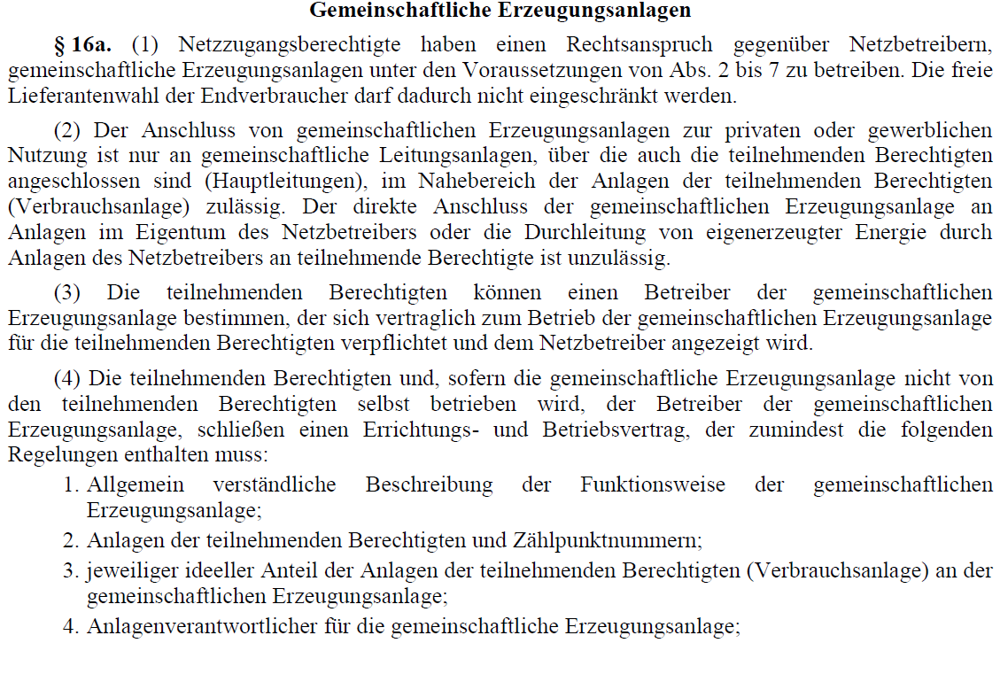 Gemeinschaftliche Erzeugungsanlagen
§ 16a. (1) Netzzugangsberechtigte haben einen Rechtsanspruch gegenüber Netzbetreibern,
gemeinschaftliche Erzeugungsanlagen unter den Voraussetzungen von Abs. 2 bis 7 zu betreiben. Die freie
Lieferantenwahl der Endverbraucher darf dadurch nicht eingeschränkt werden.
(2) Der Anschluss von gemeinschaftlichen Erzeugungsanlagen zur privaten oder gewerblichen
Nutzung ist nur an gemeinschaftliche Leitungsanlagen, über die auch die teilnehmenden Berechtigten
angeschlossen sind (Hauptleitungen), im Nahebereich der Anlagen der teilnehmenden Berechtigten
(Verbrauchsanlage) zulässig. Der direkte Anschluss der gemeinschaftlichen Erzeugungsanlage an
Anlagen im Eigentum des Netzbetreibers oder die Durchleitung von eigenerzeugter Energie durch
Anlagen des Netzbetreibers an teilnehmende Berechtigte ist unzulässig.
(3) Die teilnehmenden Berechtigten können einen Betreiber der gemeinschaftlichen
Erzeugungsanlage bestimmen, der sich vertraglich zum Betrieb der gemeinschaftlichen Erzeugungsanlage
für die teilnehmenden Berechtigten verpflichtet und dem Netzbetreiber angezeigt wird.
(4) Die teilnehmenden Berechtigten und, sofern die gemeinschaftliche Erzeugungsanlage nicht von
den teilnehmenden Berechtigten selbst betrieben wird, der Betreiber der gemeinschaftlichen
Erzeugungsanlage, schließen einen Errichtungs- und Betriebsvertrag, der zumindest die folgenden
Regelungen enthalten muss:
1. Allgemein verständliche Beschreibung der Funktionsweise der gemeinschaftlichen
Erzeugungsanlage;
2. Anlagen der teilnehmenden Berechtigten und Zählpunktnummern;
3. jeweiliger ideeller Anteil der Anlagen der teilnehmenden Berechtigten (Verbrauchsanlage) an der
gemeinschaftlichen Erzeugungsanlage;
4. Anlagenverantwortlicher für die gemeinschaftliche Erzeugungsanlage;